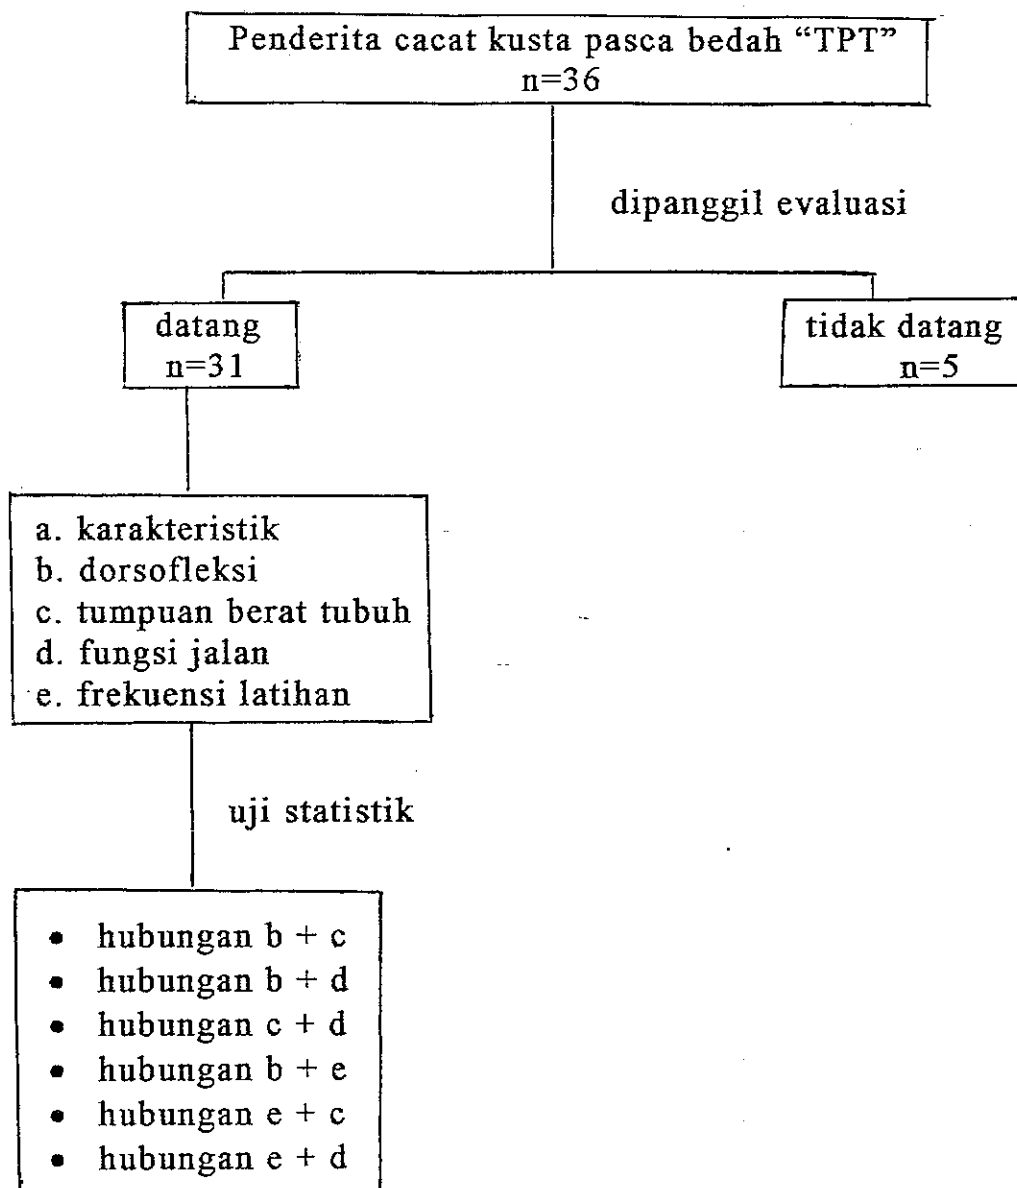 Penderita cacat kusta pasca bedah “TPT”
n=36
dipanggil evaluasi
datang
n=31
tidak datang
n=5
a. karakteristik
b. dorsofleksi
c. tumpuan berat tubuh
d. fungsi jalan
e. frekuensi latihan
uji statistik
• hubungan b + c
• hubungan b + d
• hubungan c + d
• hubungan b + e
• hubungan e + c
• hubungan e + d